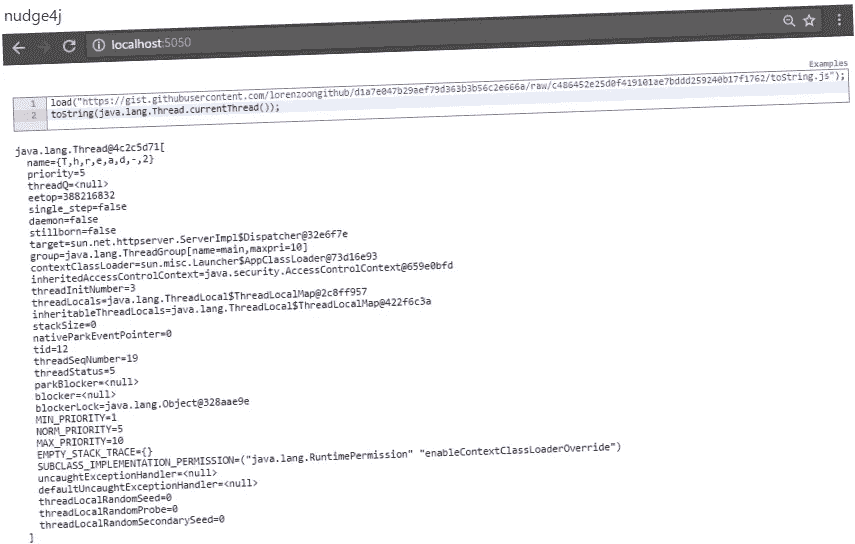 nudge4j
localhost:5050
Examples
1 load("https://gist.githubusercontent.com/lorenzoongithub/d1a7e047b29aef79d363b3b56c2e666a/raw/c486452e25d0f419101ae7bddd259240b17f1762/toString.js");
2 toString(java.lang.Thread.currentThread());
java.lang.Thread@4c2c5d71[
name={T,h,r,e,a,d,-,2}
priority=5
threadQ=<null>
eetop=388216832
single_step=false
daemon=false
stillborn=false
target=sun.net.httpserver.ServerImpl$Dispatcher@32e6f7e
group=java.lang.ThreadGroup[name=main,maxpri=10]
contextClassLoader=sun.misc.Launcher$AppClassLoader@73d16e93
inheritedAccessControlContext=java.security.AccessControlContext@659e0bfd
threadInitNumber=3
threadLocals=java.lang.ThreadLocal$ThreadLocalMap@2c8ff957
inheritableThreadLocals=java.lang.ThreadLocal$ThreadLocalMap@422f6c3a
stackSize=0
nativeParkEventPointer=0
tid=12
threadSeqNumber=19
threadStatus=5
parkBlocker=<null>
blocker=<null>
blockerLock=java.lang.Object@328aae9e
MIN_PRIORITY=1
NORM_PRIORITY=5
MAX_PRIORITY=10
EMPTY_STACK_TRACE={}
SUBCLASS_IMPLEMENTATION_PERMISSION=("java.lang.RuntimePermission" "enableContextClassLoaderOverride")
uncaughtExceptionHandler=<null>
defaultUncaughtExceptionHandler=<null>
threadLocalRandomSeed=0
threadLocalRandomProbe=0
threadLocalRandomSecondarySeed=0
]